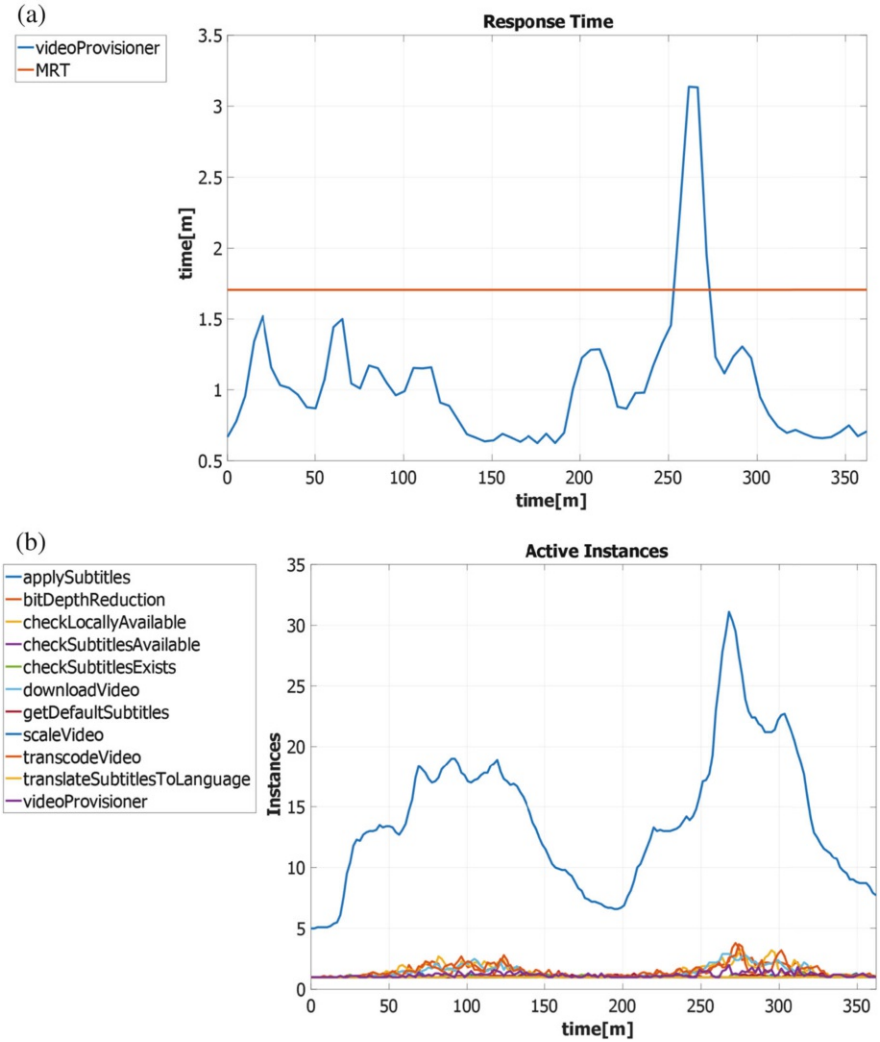 (a)
Response Time
videoProvisioner
MRT
3.5
3
2.5
2
1.5
1
0.5
time[m]
0 50 100 150 200 250 300 350
time[m]
(b)
Active Instances
applySubtitles
bitDepthReduction
checkLocallyAvailable
checkSubtitlesAvailable
checkSubtitlesExists
downloadVideo
getDefaultSubtitles
scaleVideo
transcodeVideo
translateSubtitlesToLanguage
videoProvisioner
35
30
25
20
15
10
5
0
Instances
0 50 100 150 200 250 300 350
time[m]